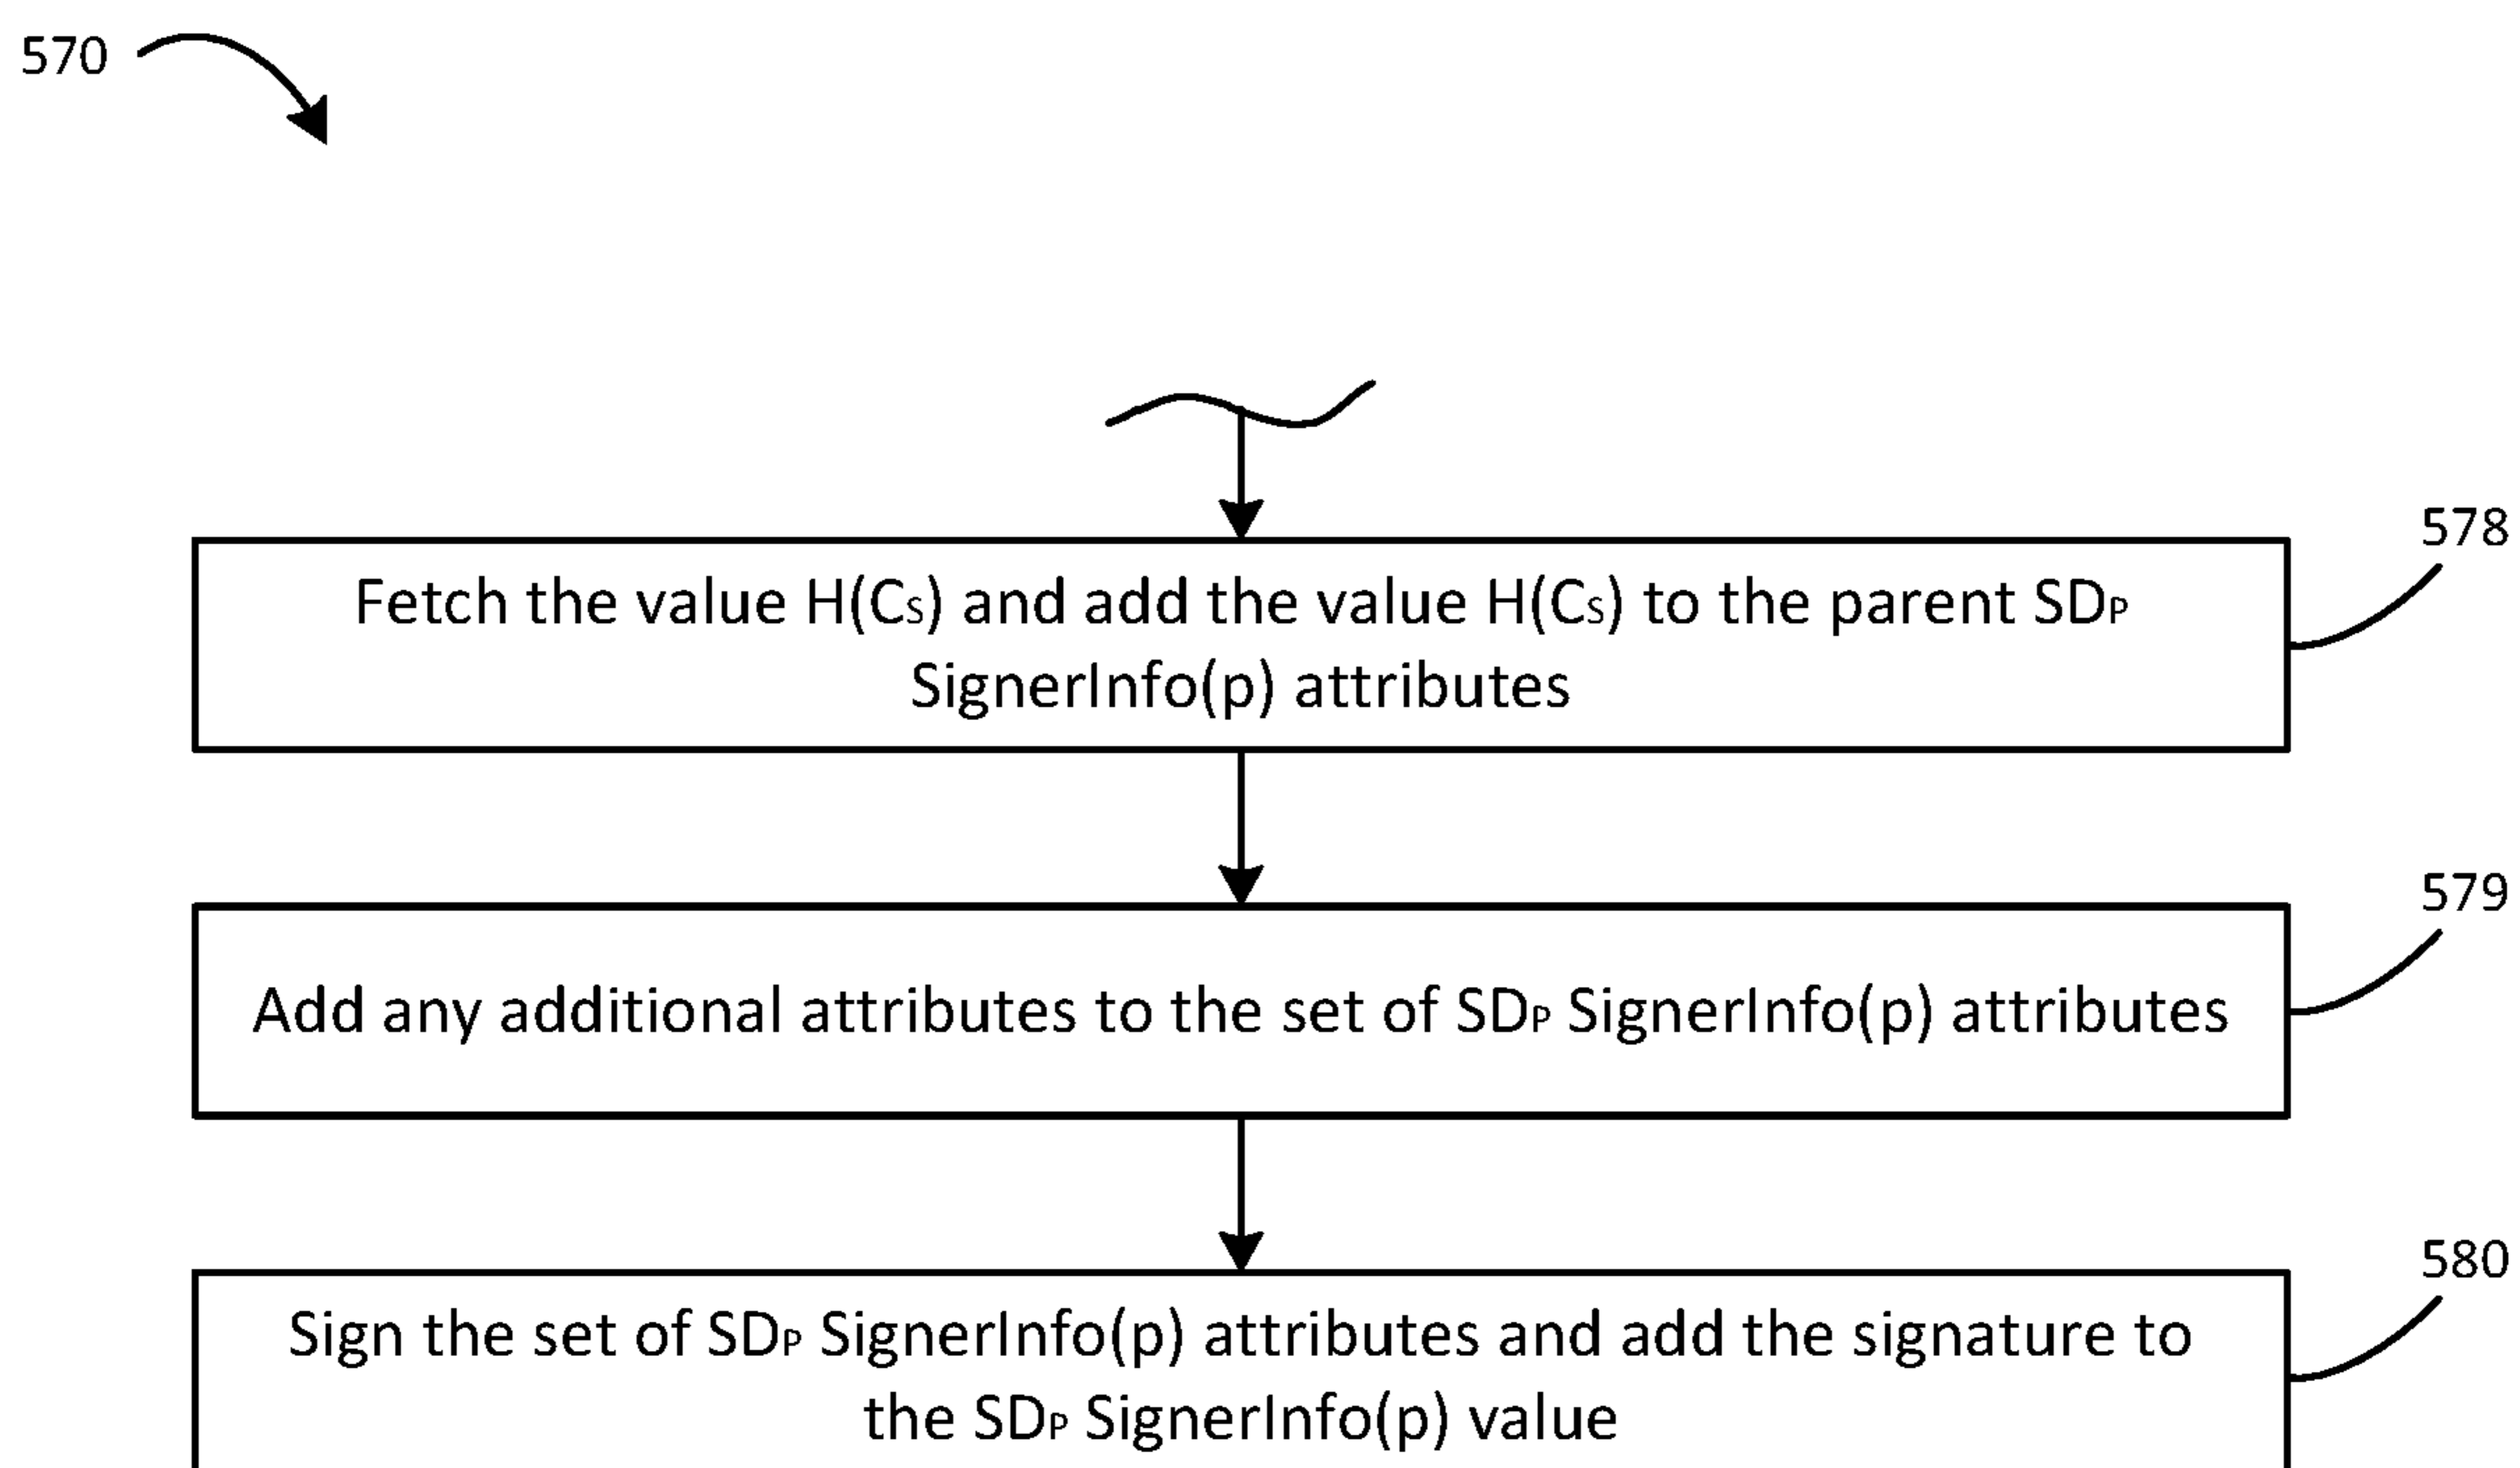 570
578
Fetch the value H(CS) and add the value H(CS) to the parent SDP
SignerInfo(p) attributes
579
Add any additional attributes to the set of SDP SignerInfo(p) attributes
580
Sign the set of SDP SignerInfo(p) attributes and add the signature to
the SDP SignerInfo(p) value